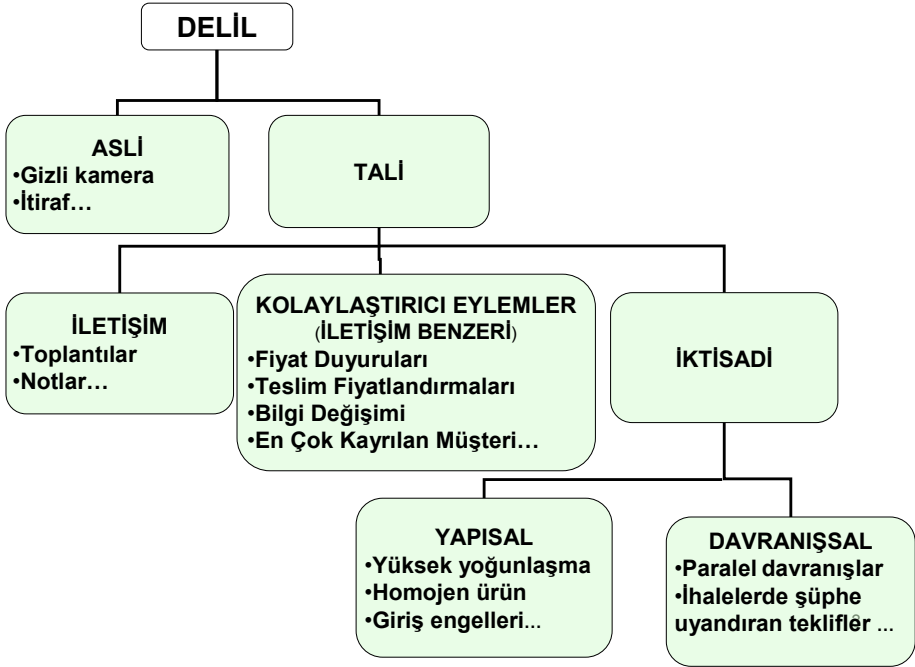 DELİL
ASLİ
•Gizli kamera
•İtiraf…
TALİ
İLETİŞİM
•Toplantılar
•Notlar…
KOLAYLAŞTIRICI EYLEMLER
(İLETİŞİM BENZERİ)
•Fiyat Duyuruları
•Teslim Fiyatlandırmaları
•Bilgi Değişimi
•En Çok Kayrılan Müşteri…
İKTİSADİ
YAPISAL
•Yüksek yoğunlaşma
•Homojen ürün
•Giriş engelleri...
DAVRANIŞSAL
•Paralel davranışlar
•İhalelerde şüphe
uyandıran teklifler ...